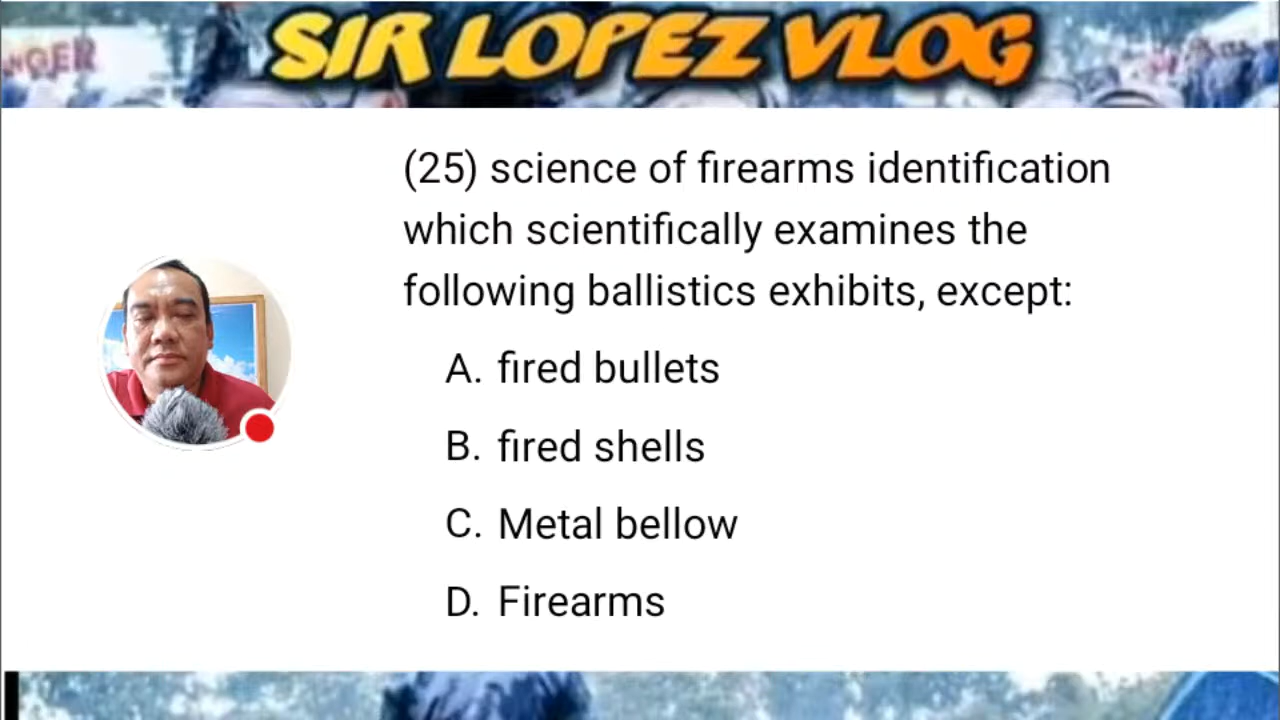 SIR LOPEZ VLOG
(25) science of firearms identification
which scientifically examines the
following ballistics exhibits, except:
A. fired bullets
B. fired shells
C. Metal bellow
D. Firearms